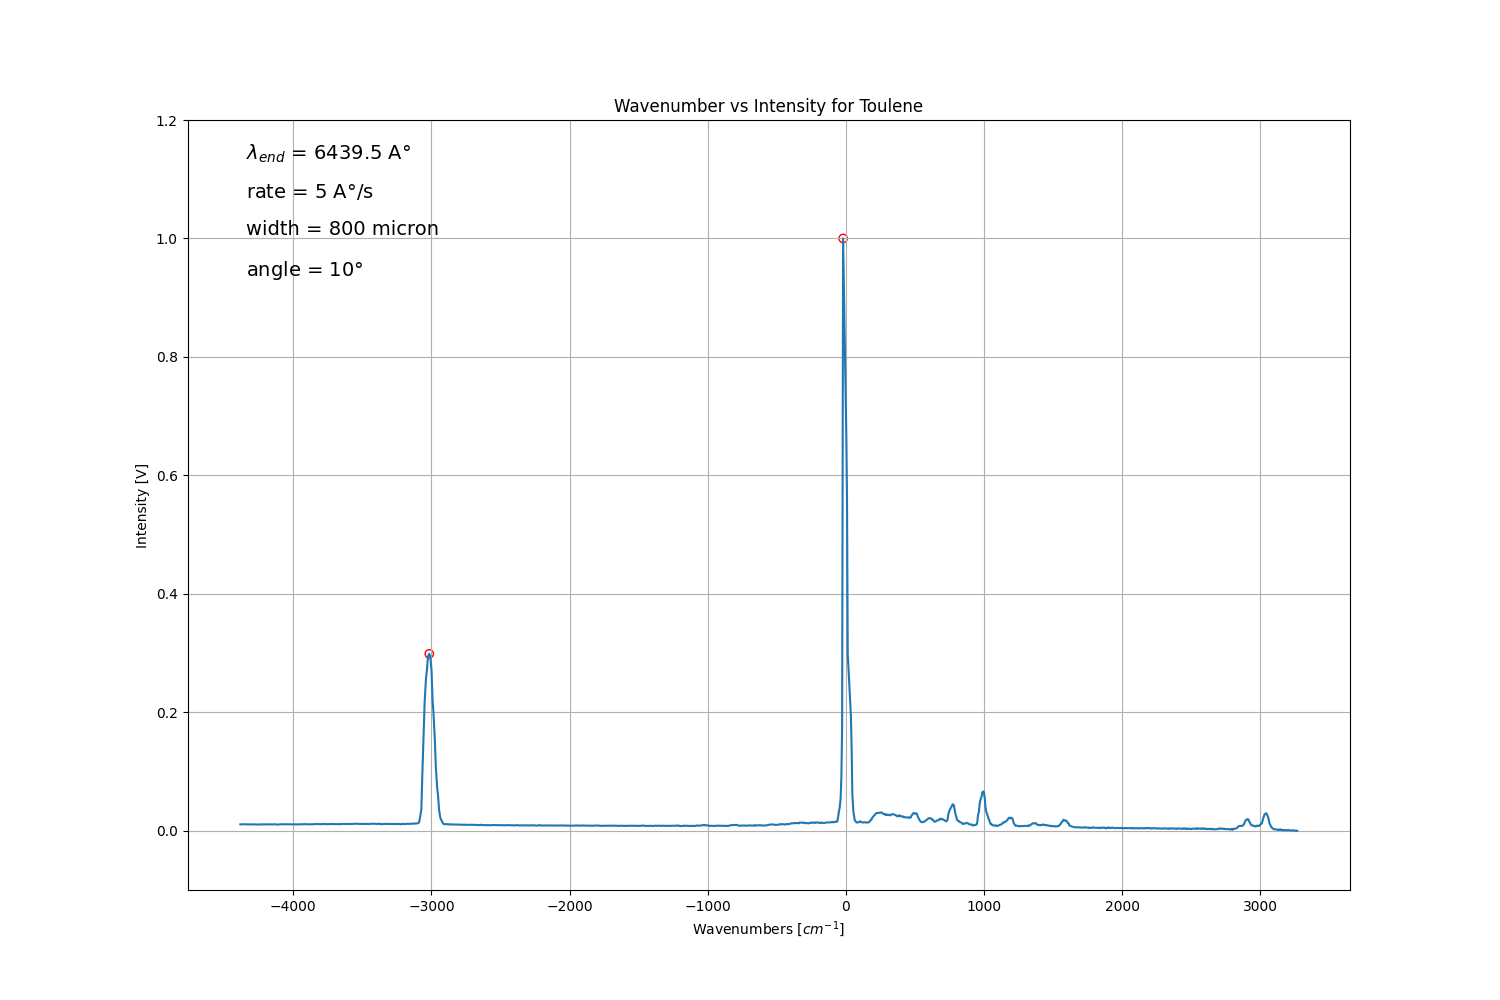 Wavenumber vs Intensity for Toulene
1.2
1.0
0.8
0.6
0.4
0.2
0.0
Intensity [V]
λend = 6439.5 A°
rate = 5 A°/s
width = 800 micron
angle = 10°
−4000 −3000 −2000 −1000 0 1000 2000 3000
Wavenumbers [cm⁻¹]